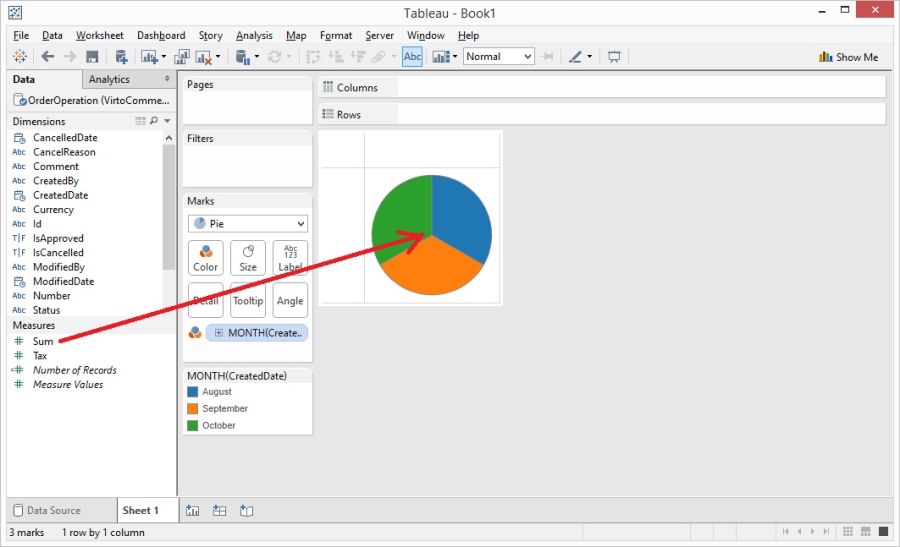 Tableau - Book1
File Data Worksheet Dashboard Story Analysis Map Format Server Window Help
Abc Normal Show Me
Data Analytics
OrderOperation (VirtoComme...
Dimensions
CancelledDate
Abc CancelReason
Abc Comment
Abc CreatedBy
CreatedDate
Abc Currency
Abc Id
T|F IsApproved
T|F IsCancelled
Abc ModifiedBy
ModifiedDate
Abc Number
Abc Status
Measures
Sum
Tax
Number of Records
Measure Values
Pages
Filters
Marks
Pie
Color Size Abc 123 Label
Detail Tooltip Angle
MONTH(Create..
MONTH(CreatedDate)
August
September
October
Columns
Rows
Data Source Sheet 1
3 marks 1 row by 1 column